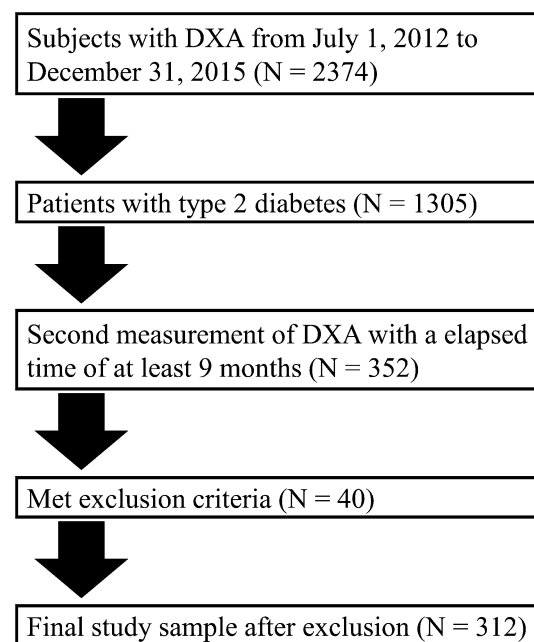 Subjects with DXA from July 1, 2012 to
December 31, 2015 (N = 2374)
Patients with type 2 diabetes (N = 1305)
Second measurement of DXA with a elapsed
time of at least 9 months (N = 352)
Met exclusion criteria (N = 40)
Final study sample after exclusion (N = 312)